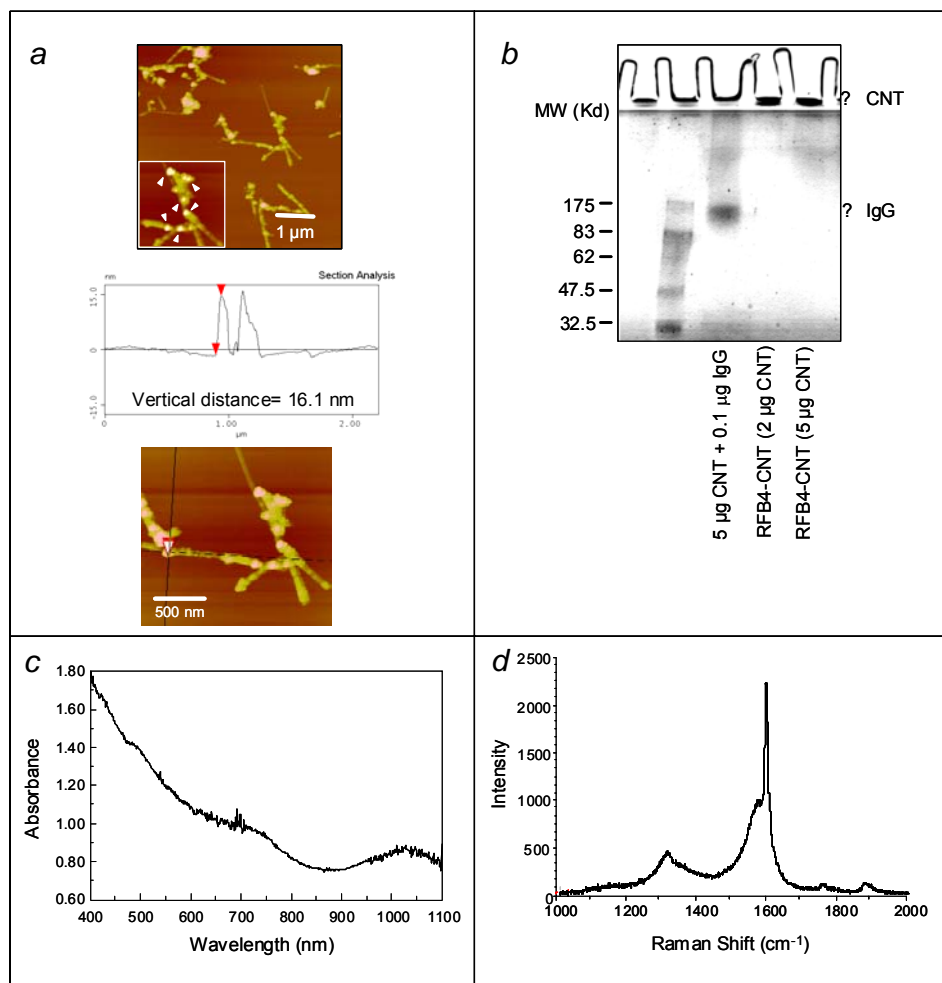 a
1 µm
nm
Section Analysis
15.0
0
-15.0
Vertical distance= 16.1 nm
0
1.00
2.00
µm
500 nm
b
MW (Kd)
? CNT
175
? IgG
83
62
47.5
32.5
5 µg CNT + 0.1 µg IgG
RFB4-CNT (2 µg CNT)
RFB4-CNT (5 µg CNT)
c
1.80
1.60
1.40
1.20
1.00
0.80
0.60
Absorbance
400 500 600 700 800 900 1000 1100
Wavelength (nm)
d
2500
2000
1500
1000
500
0
Intensity
1000 1200 1400 1600 1800 2000
Raman Shift (cm-1)